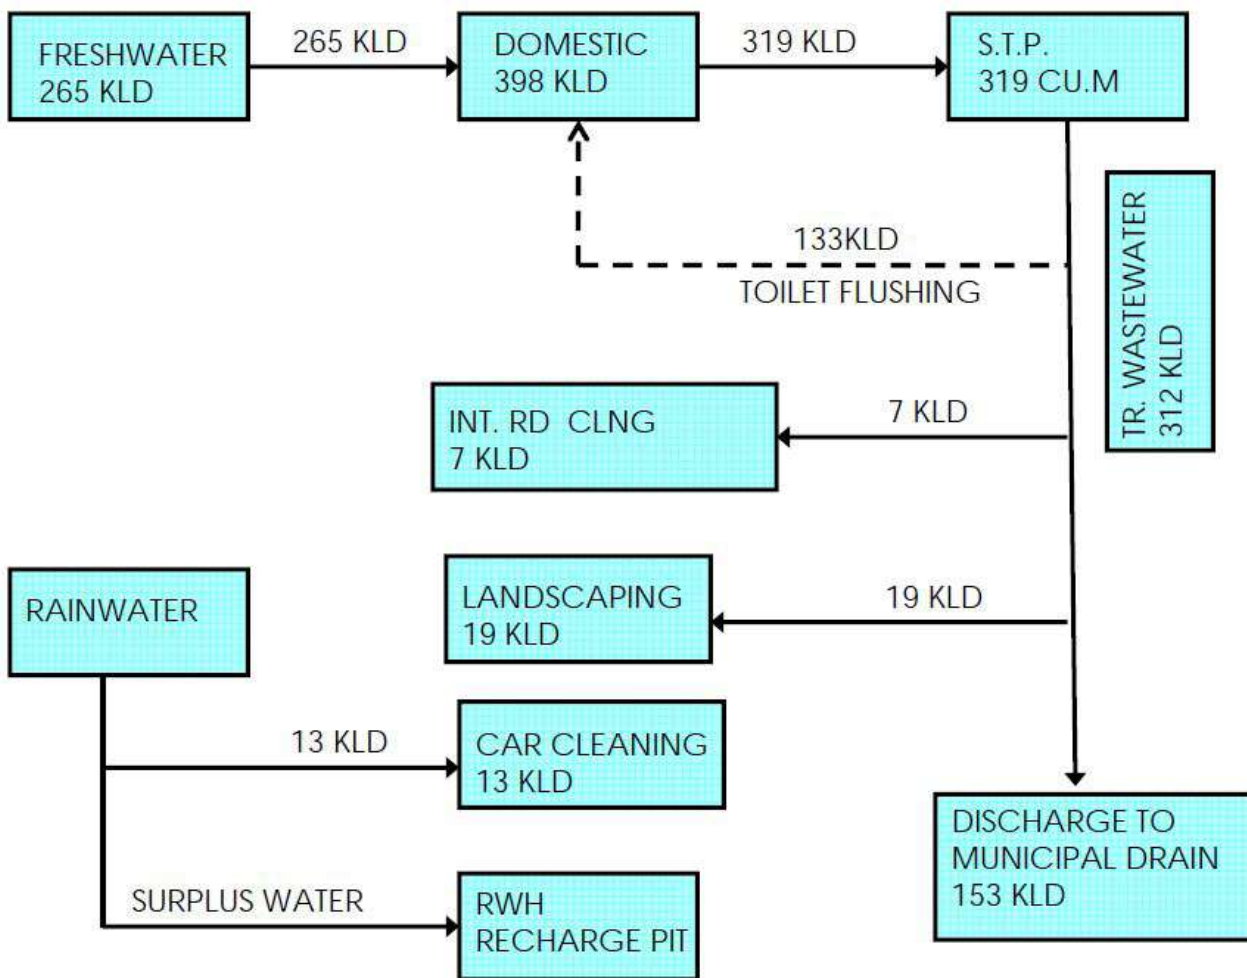 FRESHWATER
265 KLD
265 KLD
DOMESTIC
398 KLD
319 KLD
S.T.P.
319 CU.M
TR. WASTEWATER
312 KLD
133KLD
TOILET FLUSHING
INT. RD CLNG
7 KLD
7 KLD
RAINWATER
LANDSCAPING
19 KLD
19 KLD
13 KLD
CAR CLEANING
13 KLD
DISCHARGE TO
MUNICIPAL DRAIN
153 KLD
SURPLUS WATER
RWH
RECHARGE PIT